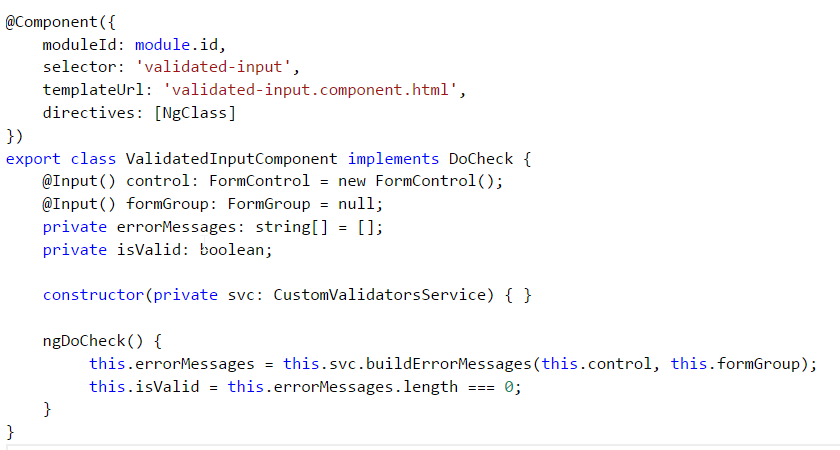 @Component({
    moduleId: module.id,
    selector: 'validated-input',
    templateUrl: 'validated-input.component.html',
    directives: [NgClass]
})
export class ValidatedInputComponent implements DoCheck {
    @Input() control: FormControl = new FormControl();
    @Input() formGroup: FormGroup = null;
    private errorMessages: string[] = [];
    private isValid: boolean;

    constructor(private svc: CustomValidatorsService) { }

    ngDoCheck() {
         this.errorMessages = this.svc.buildErrorMessages(this.control, this.formGroup);
         this.isValid = this.errorMessages.length === 0;
    }
}